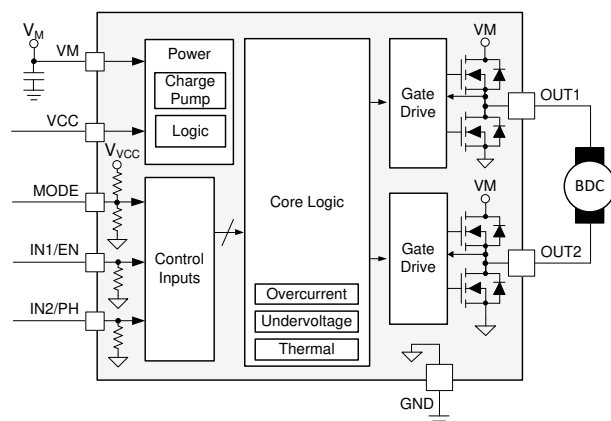 VM
VM
Power
Charge
Pump
Logic
VCC
VVCC
MODE
IN1/EN
IN2/PH
Control
Inputs
Core Logic
Overcurrent
Undervoltage
Thermal
Gate
Drive
VM
OUT1
BDC
Gate
Drive
VM
OUT2
GND